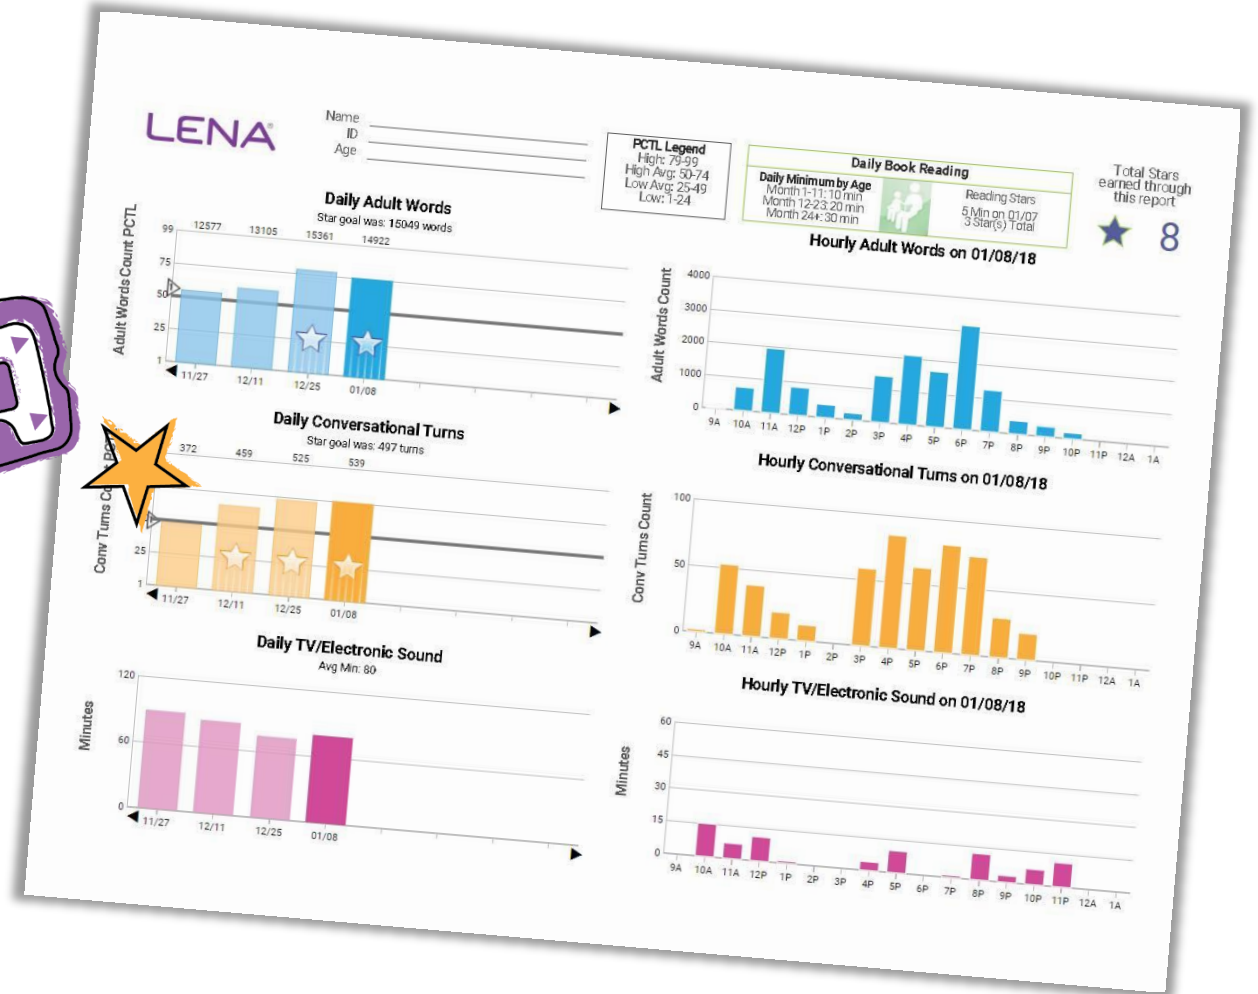 LENA
Name
ID
Age
PCTL Legend
High: 79-99
High Avg: 50-74
Low Avg: 25-49
Low: 1-24
Daily Book Reading
Daily Minimum by Age
Month 1-11: 10 min
Month 12-23: 20 min
Month 24+: 30 min
Reading Stars
5 Min on 01/07
3 Star(s) Total
Total Stars
earned through
this report
8
Daily Adult Words
Star goal was: 15049 words
12577 13105 15361 14922
Adult Words Count PCTL
99
75
50
25
1
11/27 12/11 12/25 01/08
Hourly Adult Words on 01/08/18
Adult Words Count
4000
3000
2000
1000
0
9A 10A 11A 12P 1P 2P 3P 4P 5P 6P 7P 8P 9P 10P 11P 12A 1A
Daily Conversational Turns
Star goal was: 497 turns
372 459 525 539
Conv Turns
25
1
11/27 12/11 12/25 01/08
Hourly Conversational Turns on 01/08/18
Conv Turns Count
100
50
0
9A 10A 11A 12P 1P 2P 3P 4P 5P 6P 7P 8P 9P 10P 11P 12A 1A
Daily TV/Electronic Sound
Avg Min: 80
Minutes
120
60
0
11/27 12/11 12/25 01/08
Hourly TV/Electronic Sound on 01/08/18
Minutes
60
45
30
15
0
9A 10A 11A 12P 1P 2P 3P 4P 5P 6P 7P 8P 9P 10P 11P 12A 1A